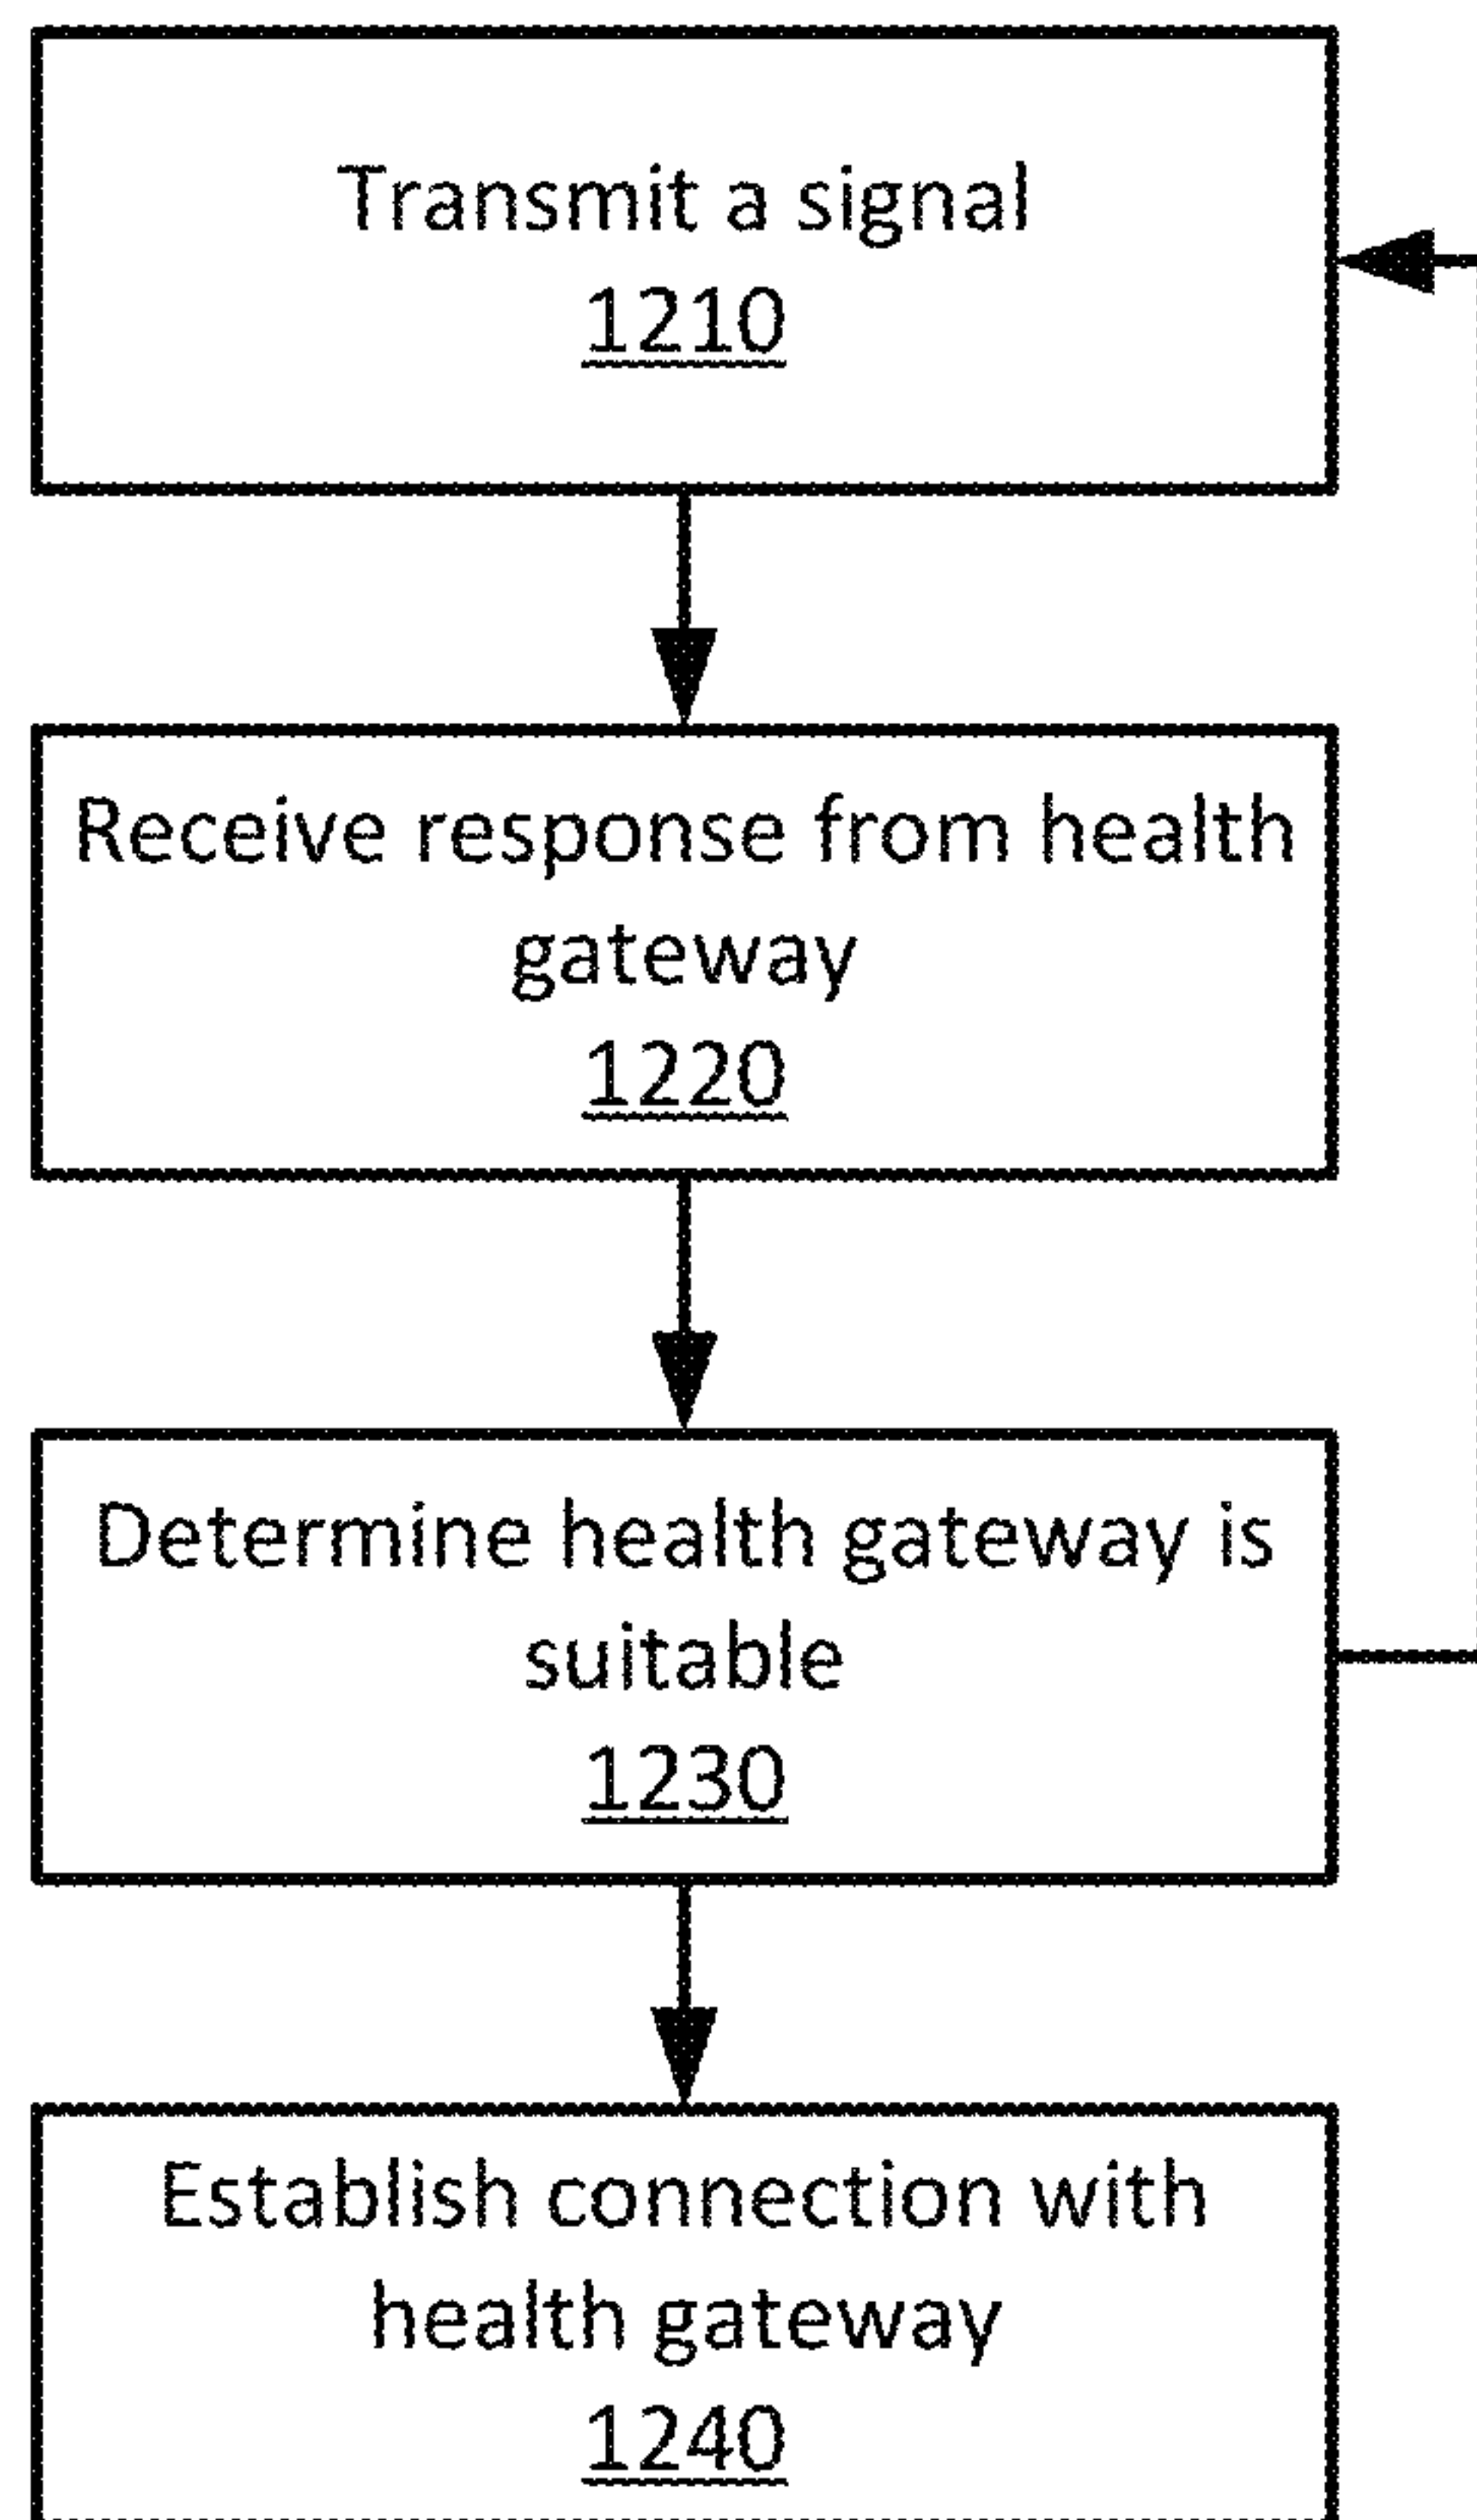 Transmit a signal
1210
Receive response from health
gateway
1220
Determine health gateway is
suitable
1230
Establish connection with
health gateway
1240